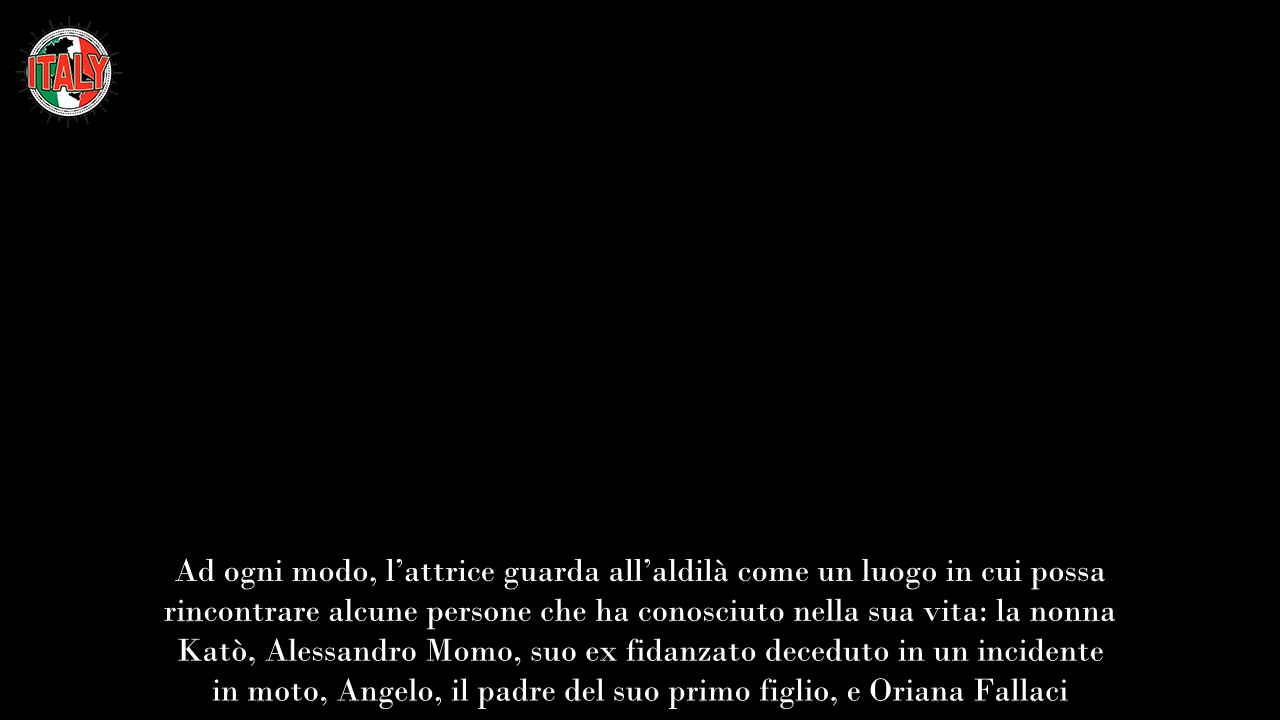 ITALY
Ad ogni modo, l’attrice guarda all’aldilà come un luogo in cui possa
rincontrare alcune persone che ha conosciuto nella sua vita: la nonna
Katò, Alessandro Momo, suo ex fidanzato deceduto in un incidente
in moto, Angelo, il padre del suo primo figlio, e Oriana Fallaci